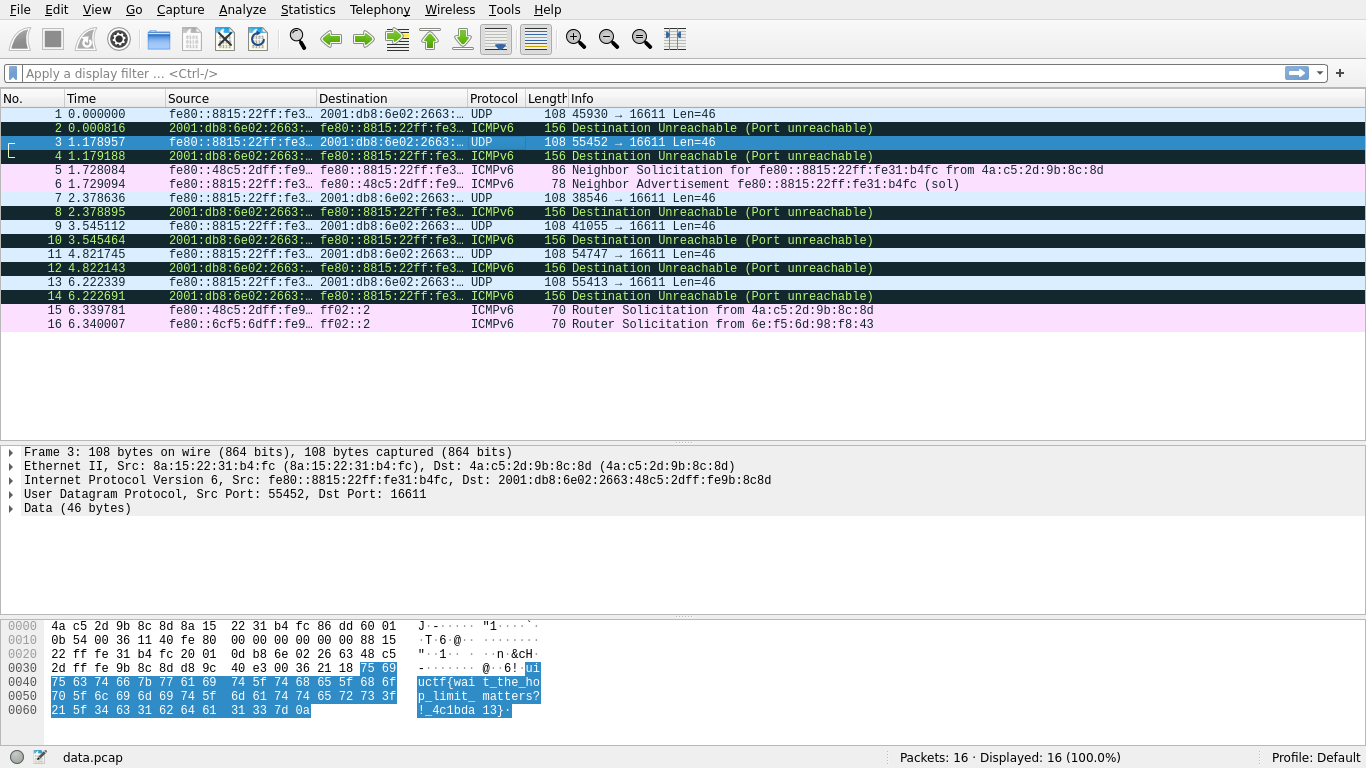 File Edit View Go Capture Analyze Statistics Telephony Wireless Tools Help
Apply a display filter … <Ctrl-/>
No. Time Source Destination Protocol Length Info
1 0.000000 fe80::8815:22ff:fe3… 2001:db8:6e02:2663:… UDP 108 45930 → 16611 Len=46
2 0.000816 2001:db8:6e02:2663:… fe80::8815:22ff:fe3… ICMPv6 156 Destination Unreachable (Port unreachable)
3 1.178957 fe80::8815:22ff:fe3… 2001:db8:6e02:2663:… UDP 108 55452 → 16611 Len=46
4 1.179188 2001:db8:6e02:2663:… fe80::8815:22ff:fe3… ICMPv6 156 Destination Unreachable (Port unreachable)
5 1.728084 fe80::48c5:2dff:fe9… fe80::8815:22ff:fe3… ICMPv6 86 Neighbor Solicitation for fe80::8815:22ff:fe31:b4fc from 4a:c5:2d:9b:8c:8d
6 1.729094 fe80::8815:22ff:fe3… fe80::48c5:2dff:fe9… ICMPv6 78 Neighbor Advertisement fe80::8815:22ff:fe31:b4fc (sol)
7 2.378636 fe80::8815:22ff:fe3… 2001:db8:6e02:2663:… UDP 108 38546 → 16611 Len=46
8 2.378895 2001:db8:6e02:2663:… fe80::8815:22ff:fe3… ICMPv6 156 Destination Unreachable (Port unreachable)
9 3.545112 fe80::8815:22ff:fe3… 2001:db8:6e02:2663:… UDP 108 41055 → 16611 Len=46
10 3.545464 2001:db8:6e02:2663:… fe80::8815:22ff:fe3… ICMPv6 156 Destination Unreachable (Port unreachable)
11 4.821745 fe80::8815:22ff:fe3… 2001:db8:6e02:2663:… UDP 108 54747 → 16611 Len=46
12 4.822143 2001:db8:6e02:2663:… fe80::8815:22ff:fe3… ICMPv6 156 Destination Unreachable (Port unreachable)
13 6.222339 fe80::8815:22ff:fe3… 2001:db8:6e02:2663:… UDP 108 55413 → 16611 Len=46
14 6.222691 2001:db8:6e02:2663:… fe80::8815:22ff:fe3… ICMPv6 156 Destination Unreachable (Port unreachable)
15 6.339781 fe80::48c5:2dff:fe9… ff02::2 ICMPv6 70 Router Solicitation from 4a:c5:2d:9b:8c:8d
16 6.340007 fe80::6cf5:6dff:fe9… ff02::2 ICMPv6 70 Router Solicitation from 6e:f5:6d:98:f8:43
Frame 3: 108 bytes on wire (864 bits), 108 bytes captured (864 bits)
Ethernet II, Src: 8a:15:22:31:b4:fc (8a:15:22:31:b4:fc), Dst: 4a:c5:2d:9b:8c:8d (4a:c5:2d:9b:8c:8d)
Internet Protocol Version 6, Src: fe80::8815:22ff:fe31:b4fc, Dst: 2001:db8:6e02:2663:48c5:2dff:fe9b:8c8d
User Datagram Protocol, Src Port: 55452, Dst Port: 16611
Data (46 bytes)
0000 4a c5 2d 9b 8c 8d 8a 15 22 31 b4 fc 86 dd 60 01 J·-····· "1····`·
0010 0b 54 00 36 11 40 fe 80 00 00 00 00 00 00 88 15 ·T·6·@·· ········
0020 22 ff fe 31 b4 fc 20 01 0d b8 6e 02 26 63 48 c5 "··1·· · ··n·&cH·
0030 2d ff fe 9b 8c 8d d8 9c 40 e3 00 36 21 18 75 69 -······· @··6!·ui
0040 75 63 74 66 7b 77 61 69 74 5f 74 68 65 5f 68 6f uctf{wai t_the_ho
0050 70 5f 6c 69 6d 69 74 5f 6d 61 74 74 65 72 73 3f p_limit_ matters?
0060 21 5f 34 63 31 62 64 61 31 33 7d 0a !_4c1bda 13}·
data.pcap Packets: 16 · Displayed: 16 (100.0%) Profile: Default